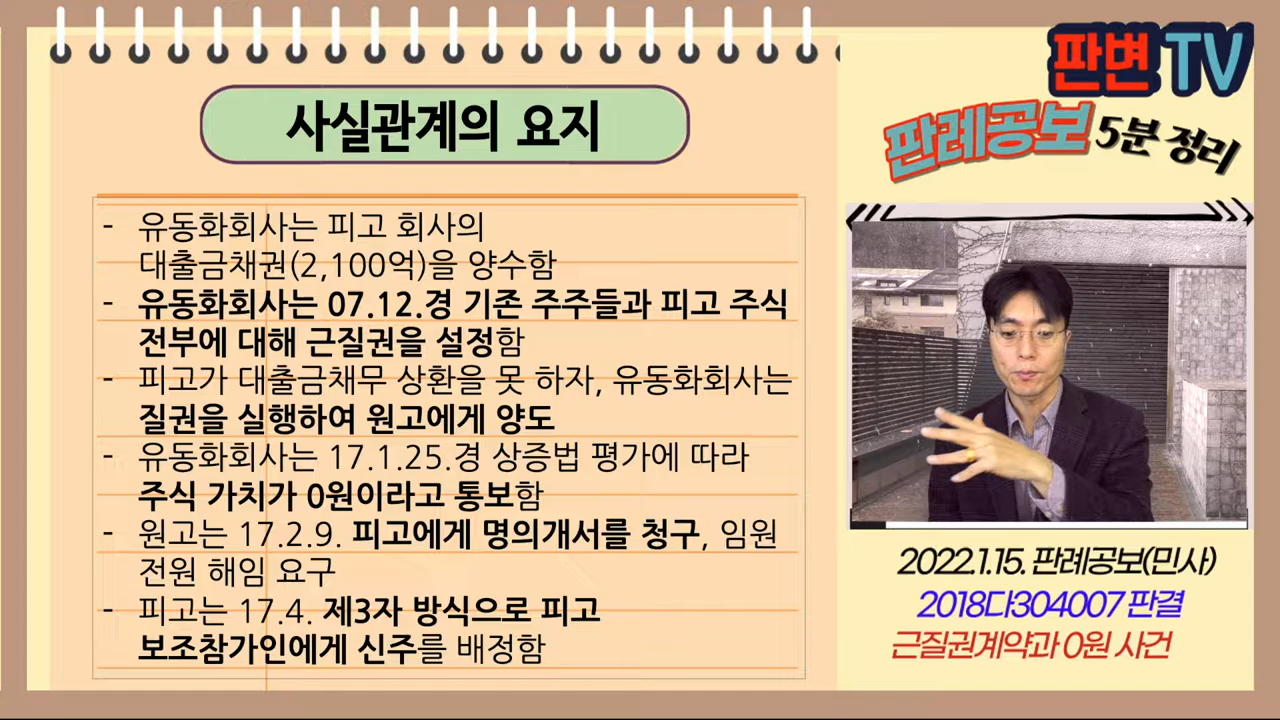 사실관계의 요지
- 유동화회사는 피고 회사의
대출금채권(2,100억)을 양수함
- 유동화회사는 07.12.경 기존 주주들과 피고 주식
전부에 대해 근질권을 설정함
- 피고가 대출금채무 상환을 못 하자, 유동화회사는
질권을 실행하여 원고에게 양도
- 유동화회사는 17.1.25.경 상증법 평가에 따라
주식 가치가 0원이라고 통보함
- 원고는 17.2.9. 피고에게 명의개서를 청구, 임원
전원 해임 요구
- 피고는 17.4. 제3자 방식으로 피고
보조참가인에게 신주를 배정함
판변 TV
판례공보 5분 정리
2022.1.15. 판례공보(민사)
2018다304007 판결
근질권계약과 0원 사건